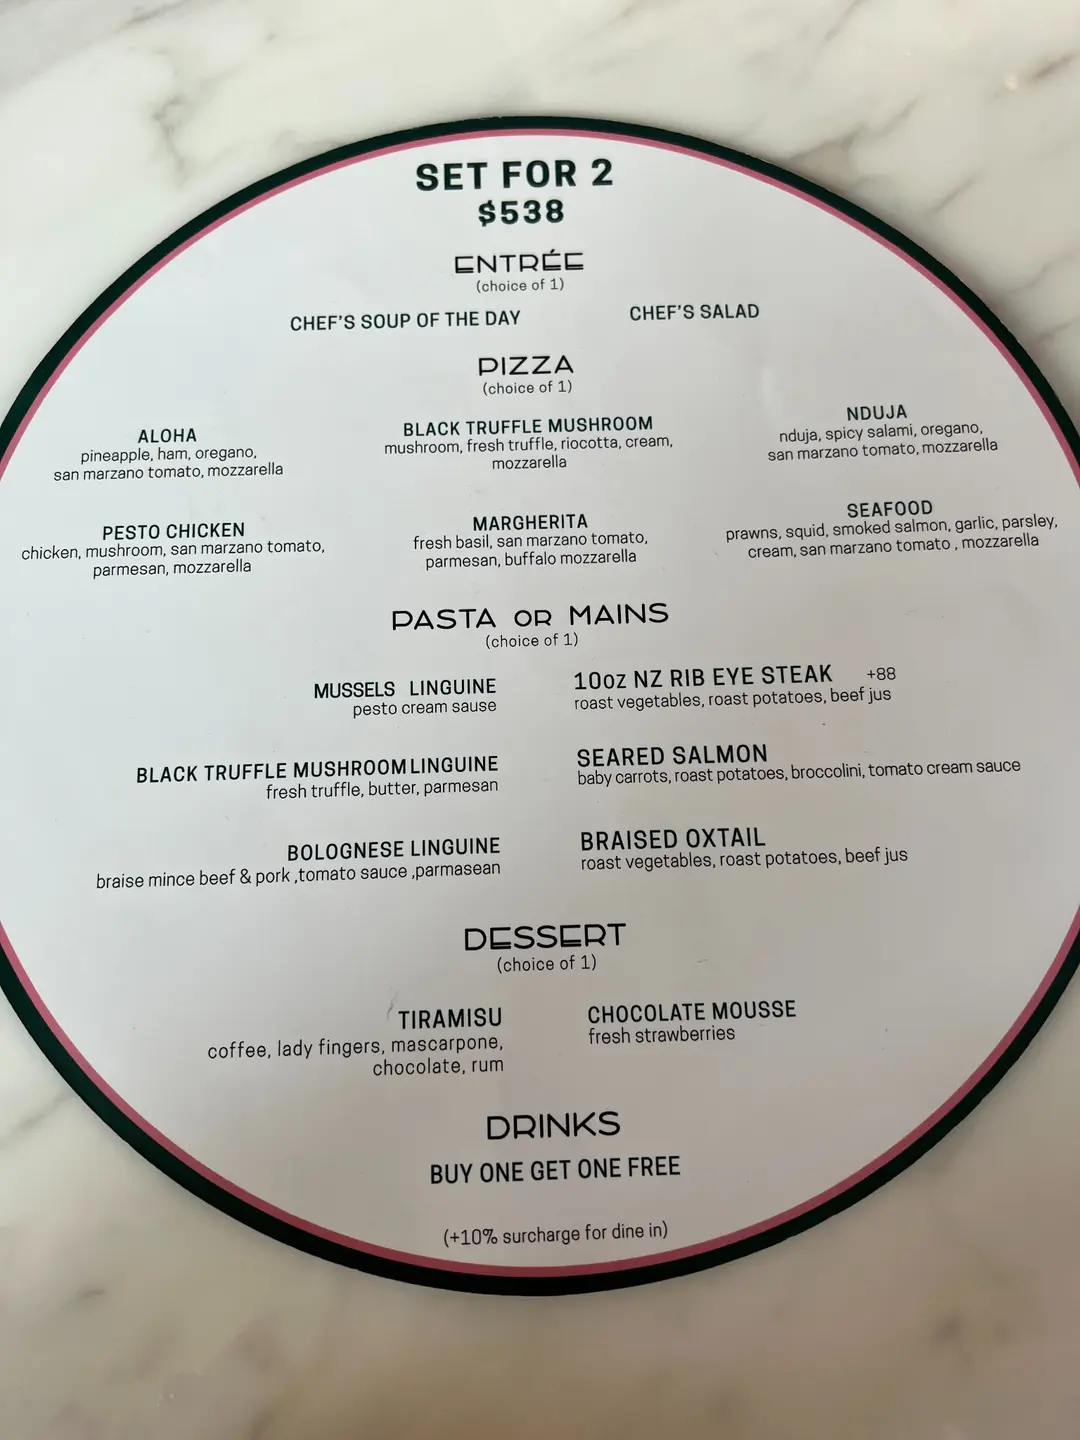 SET FOR 2
$538
ENTRÉE
(choice of 1)
CHEF'S SOUP OF THE DAY
CHEF'S SALAD
PIZZA
(choice of 1)
ALOHA
pineapple, ham, oregano,
san marzano tomato, mozzarella
BLACK TRUFFLE MUSHROOM
mushroom, fresh truffle, riocotta, cream,
mozzarella
NDUJA
nduja, spicy salami, oregano,
san marzano tomato, mozzarella
PESTO CHICKEN
chicken, mushroom, san marzano tomato,
parmesan, mozzarella
MARGHERITA
fresh basil, san marzano tomato,
parmesan, buffalo mozzarella
SEAFOOD
prawns, squid, smoked salmon, garlic, parsley,
cream, san marzano tomato , mozzarella
PASTA OR MAINS
(choice of 1)
MUSSELS LINGUINE
pesto cream sause
10oz NZ RIB EYE STEAK +88
roast vegetables, roast potatoes, beef jus
BLACK TRUFFLE MUSHROOM LINGUINE
fresh truffle, butter, parmesan
SEARED SALMON
baby carrots, roast potatoes, broccolini, tomato cream sauce
BOLOGNESE LINGUINE
braise mince beef & pork ,tomato sauce ,parmasean
BRAISED OXTAIL
roast vegetables, roast potatoes, beef jus
DESSERT
(choice of 1)
TIRAMISU
coffee, lady fingers, mascarpone,
chocolate, rum
CHOCOLATE MOUSSE
fresh strawberries
DRINKS
BUY ONE GET ONE FREE
(+10% surcharge for dine in)